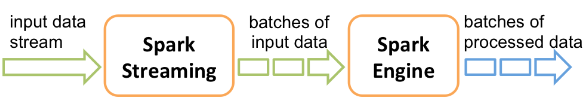 input data
stream
Spark
Streaming
batches of
input data
Spark
Engine
batches of
processed data